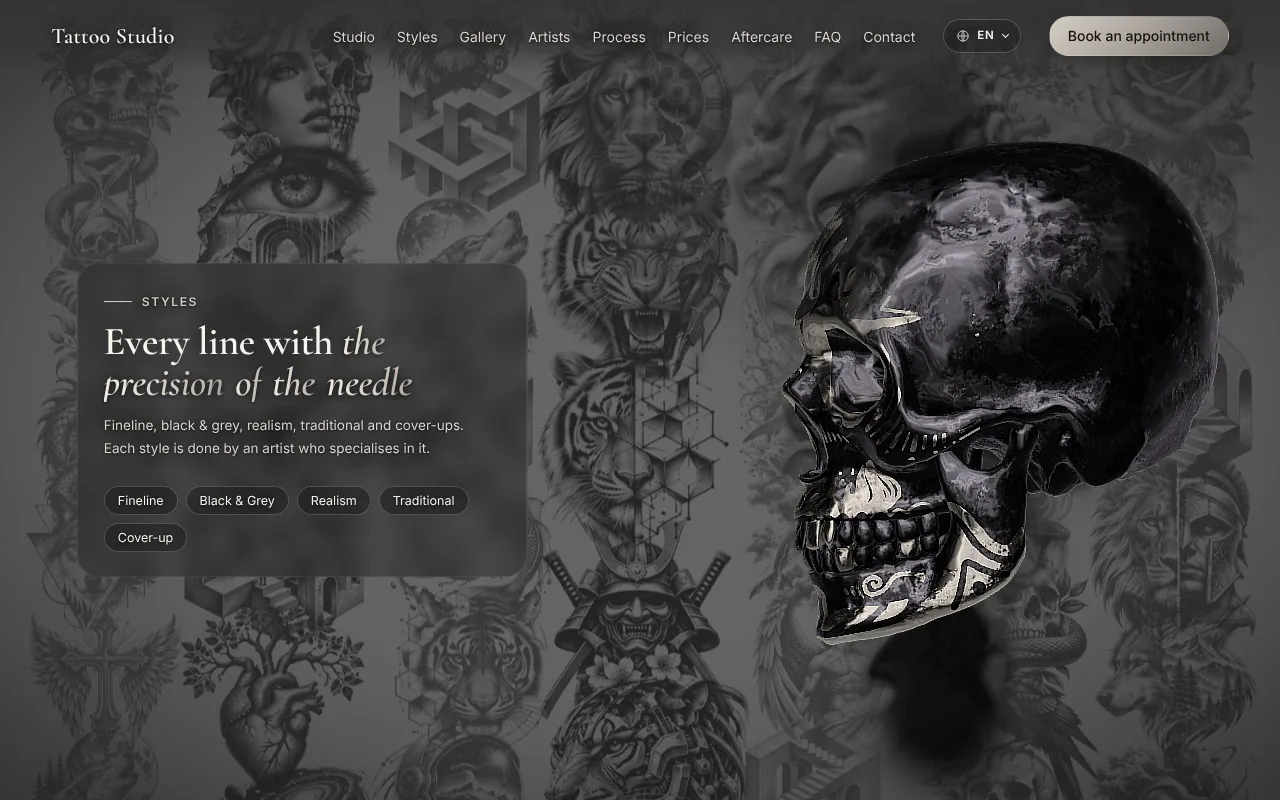 Tattoo Studio
Studio Styles Gallery Artists Process Prices Aftercare FAQ Contact EN Book an appointment
STYLES
Every line with the
precision of the needle
Fineline, black & grey, realism, traditional and cover-ups.
Each style is done by an artist who specialises in it.
Fineline Black & Grey Realism Traditional
Cover-up